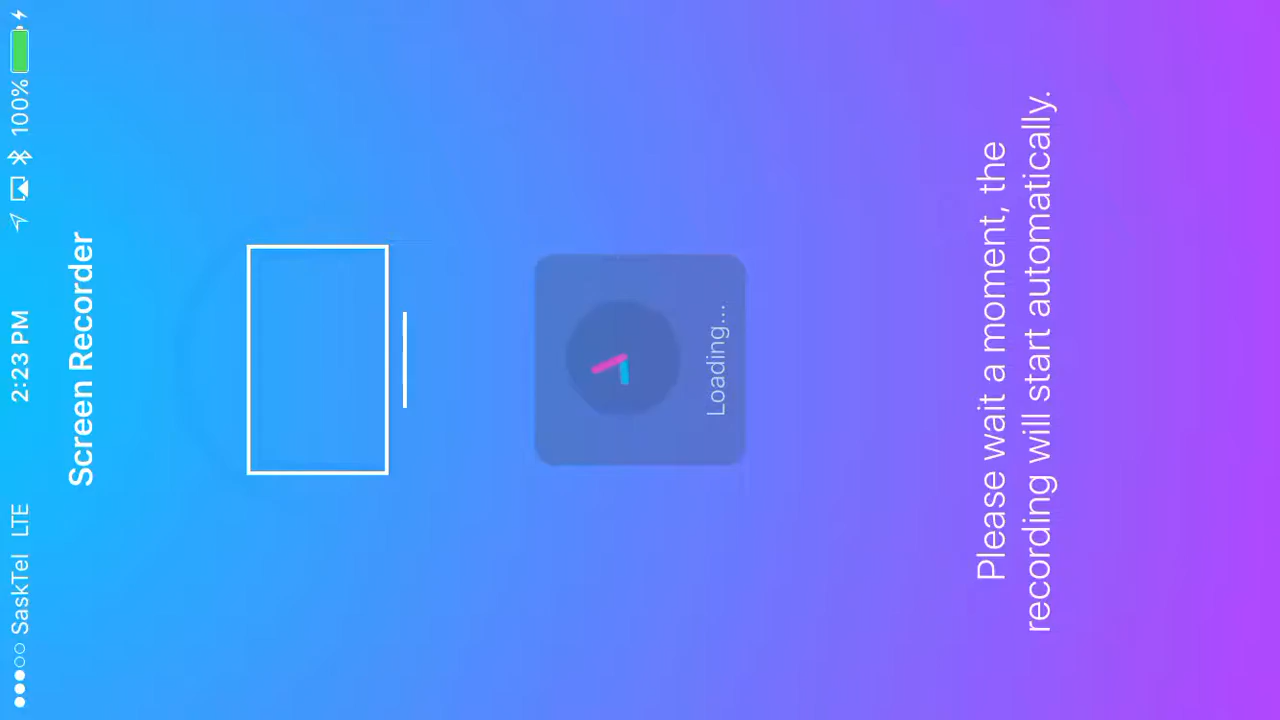 SaskTel LTE 2:23 PM 100%
Screen Recorder
Loading...
Please wait a moment, the
recording will start automatically.